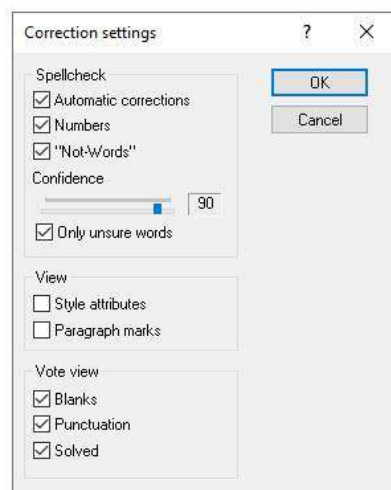 Correction settings ?
Spellcheck
OK
Automatic corrections
Numbers
Cancel
"Not-Words"
Confidence
90
Only unsure words
View
Style attributes
Paragraph marks
Vote view
Blanks
Punctuation
Solved